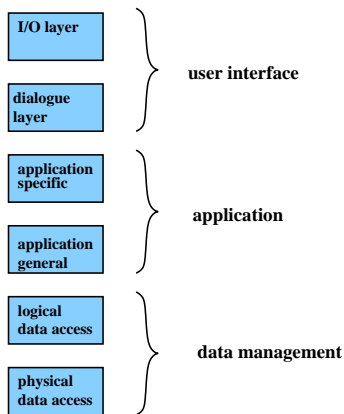 I/O layer
user interface
dialogue
layer
application
specific
application
application
general
logical
data access
data management
physical
data access